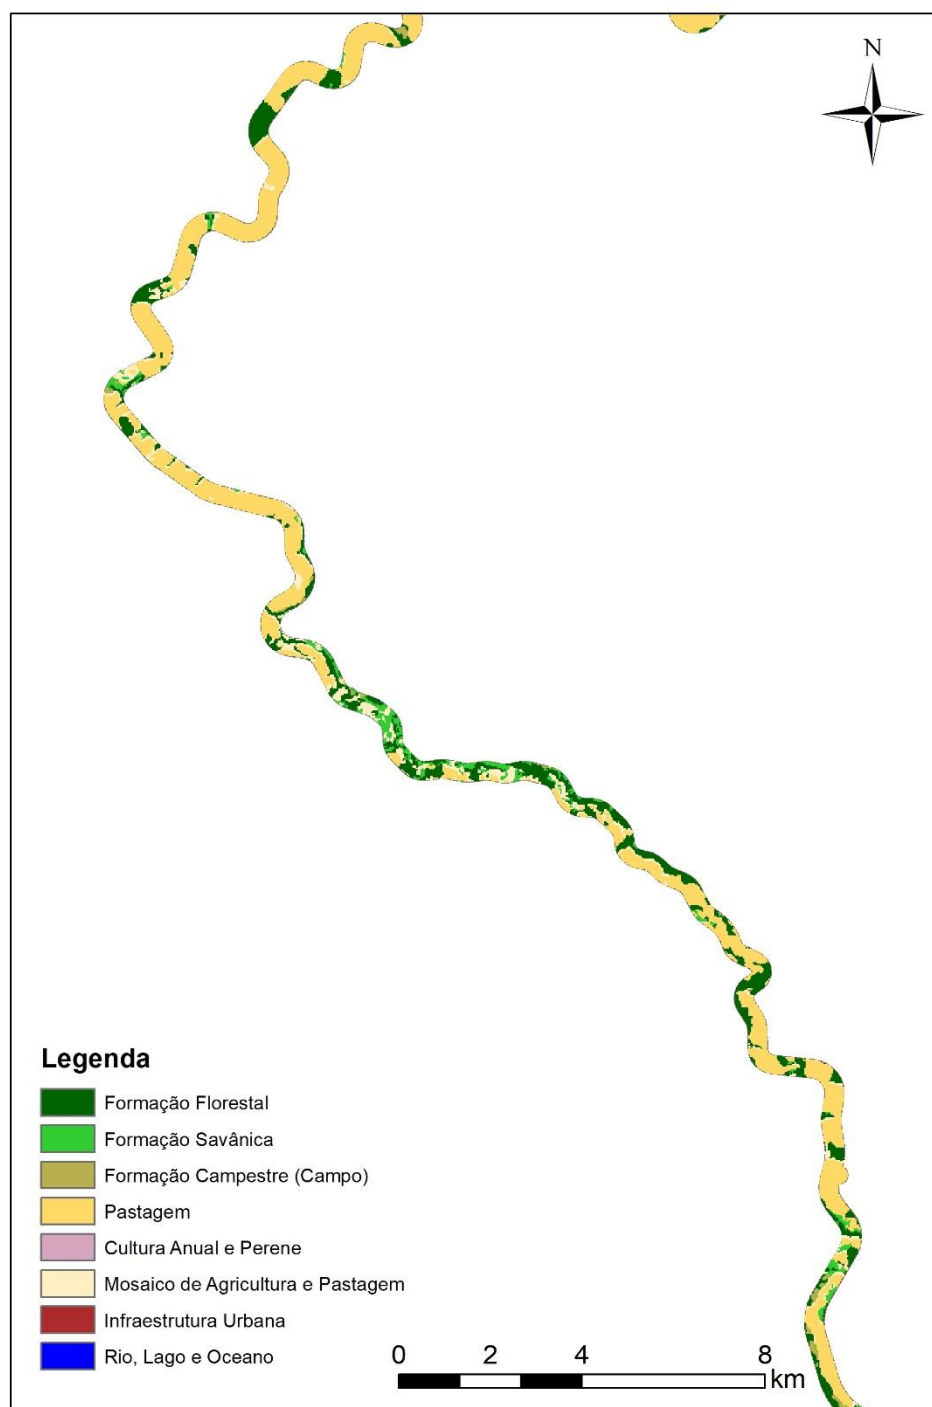 N
Legenda
Formação Florestal
Formação Savânica
Formação Campestre (Campo)
Pastagem
Cultura Anual e Perene
Mosaico de Agricultura e Pastagem
Infraestrutura Urbana
Rio, Lago e Oceano
0 2 4 8
km